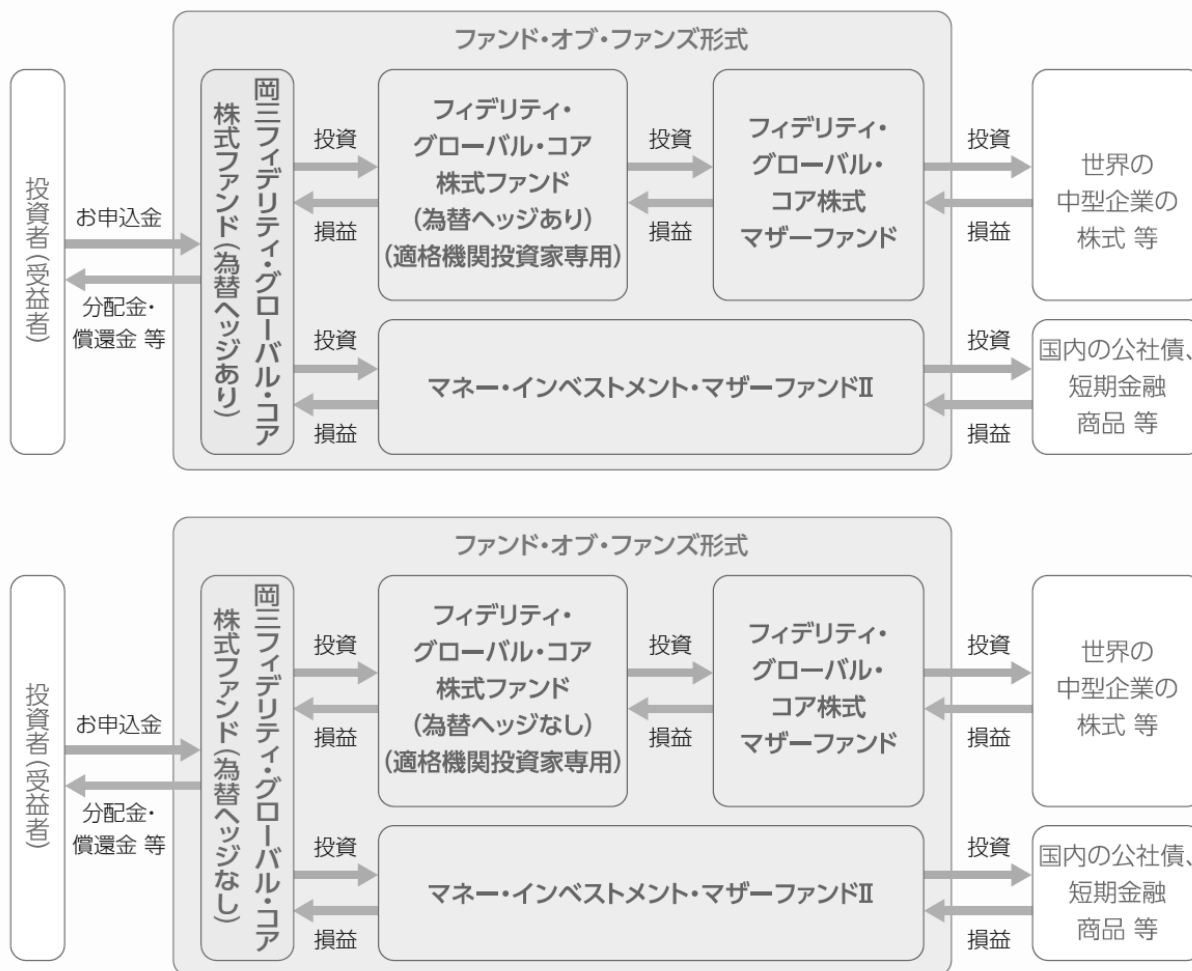 ファンド・オブ・ファンズ形式
投資者(受益者)
お申込金
分配金・
償還金 等
岡三フィデリティ・グローバル・コア
株式ファンド(為替ヘッジあり)
投資
損益
フィデリティ・
グローバル・コア
株式ファンド
(為替ヘッジあり)
(適格機関投資家専用)
投資
損益
フィデリティ・
グローバル・
コア株式
マザーファンド
投資
損益
世界の
中型企業の
株式 等
投資
損益
マネー・インベストメント・マザーファンドⅡ
投資
損益
国内の公社債、
短期金融
商品 等
ファンド・オブ・ファンズ形式
投資者(受益者)
お申込金
分配金・
償還金 等
岡三フィデリティ・グローバル・コア
株式ファンド(為替ヘッジなし)
投資
損益
フィデリティ・
グローバル・コア
株式ファンド
(為替ヘッジなし)
(適格機関投資家専用)
投資
損益
フィデリティ・
グローバル・
コア株式
マザーファンド
投資
損益
世界の
中型企業の
株式 等
投資
損益
マネー・インベストメント・マザーファンドⅡ
投資
損益
国内の公社債、
短期金融
商品 等